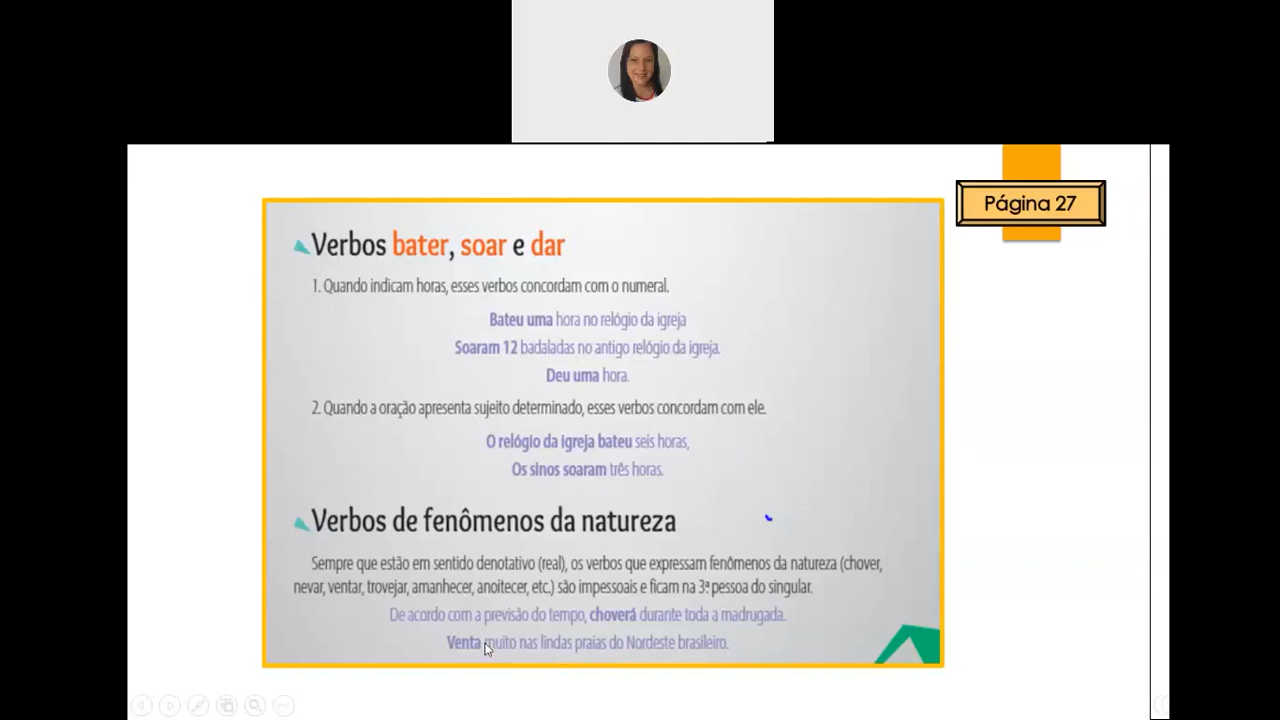 Página 27
Verbos bater, soar e dar
1. Quando indicam horas, esses verbos concordam com o numeral.
Bateu uma hora no relógio da igreja
Soaram 12 badaladas no antigo relógio da igreja.
Deu uma hora.
2. Quando a oração apresenta sujeito determinado, esses verbos concordam com ele.
O relógio da igreja bateu seis horas,
Os sinos soaram três horas.
Verbos de fenômenos da natureza
Sempre que estão em sentido denotativo (real), os verbos que expressam fenômenos da natureza (chover,
nevar, ventar, trovejar, amanhecer, anoitecer, etc.) são impessoais e ficam na 3ª pessoa do singular.
De acordo com a previsão do tempo, choverá durante toda a madrugada.
Venta muito nas lindas praias do Nordeste brasileiro.